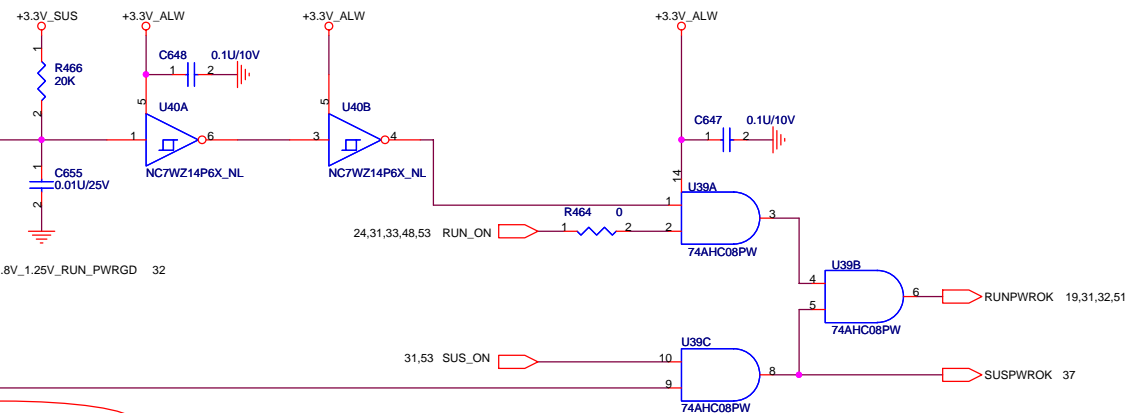 +3.3V_SUS
+3.3V_ALW
+3.3V_ALW
+3.3V_ALW
1
R466
20K
2
C648
0.1U/10V
1
2
5
U40A
1
6
NC7WZ14P6X_NL
5
U40B
3
4
NC7WZ14P6X_NL
C647
0.1U/10V
1
2
1
C655
0.01U/25V
2
14
U39A
1
2
3
74AHC08PW
R464
0
1
2
24,31,33,48,53 RUN_ON
.8V_1.25V_RUN_PWRGD 32
U39B
4
5
6
74AHC08PW
RUNPWROK 19,31,32,51
31,53 SUS_ON
U39C
10
9
8
74AHC08PW
SUSPWROK 37